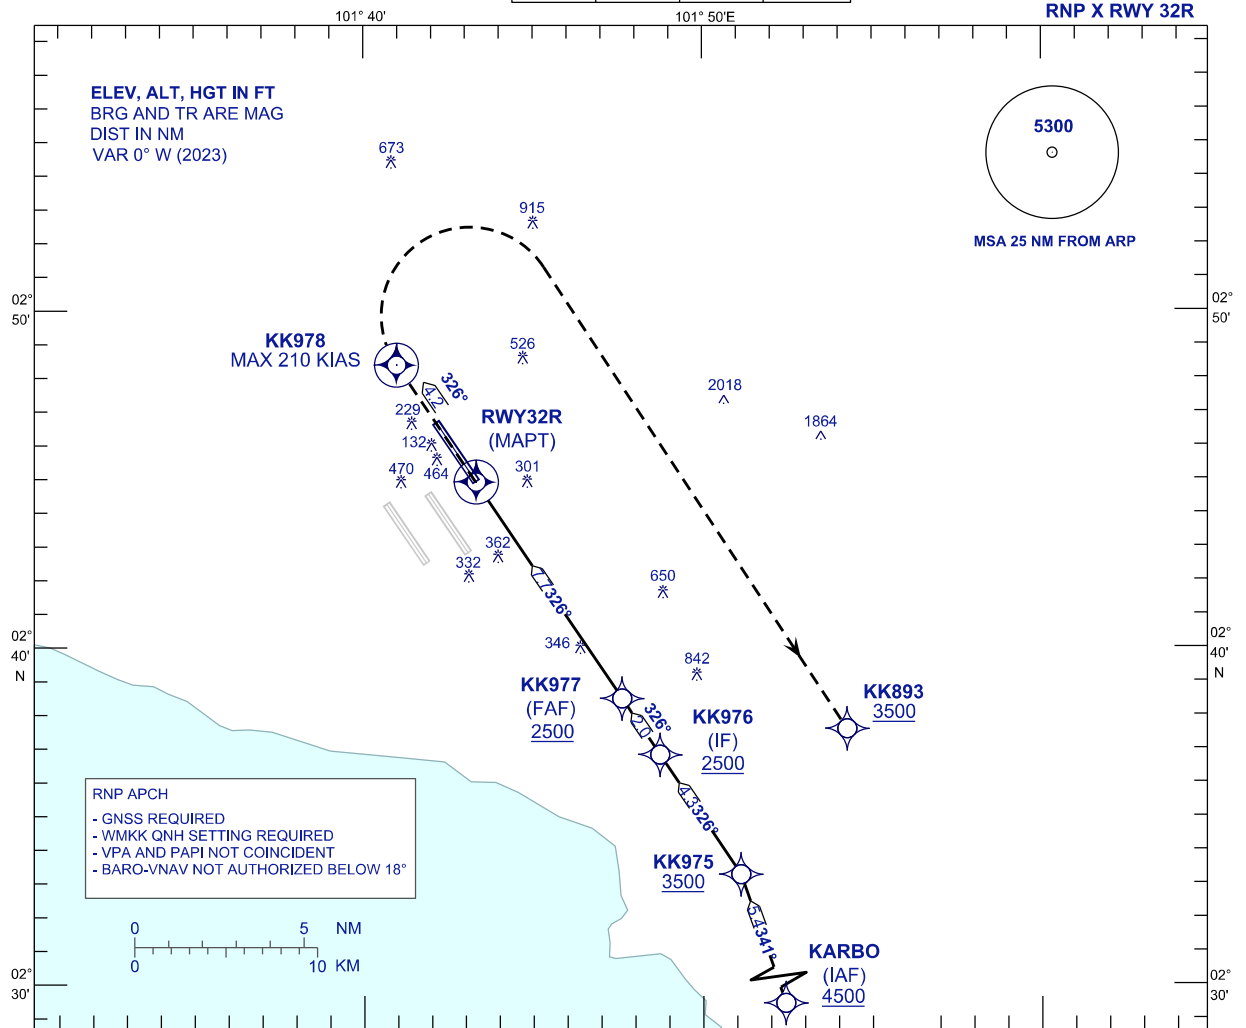 101° 40'
101° 50'E
RNP X RWY 32R
ELEV, ALT, HGT IN FT
BRG AND TR ARE MAG
DIST IN NM
VAR 0° W (2023)
5300
MSA 25 NM FROM ARP
673
915
02°
50'
02°
50'
KK978
MAX 210 KIAS
526
326°
4.2
2018
1864
229
RWY32R
(MAPT)
132
464
470
301
362
332
7.7
326°
650
346
842
02°
40'
N
02°
40'
N
KK977
(FAF)
2500
326°
2.0
KK976
(IF)
2500
KK893
3500
4.3
326°
KK975
3500
5.4
341°
KARBO
(IAF)
4500
RNP APCH
- GNSS REQUIRED
- WMKK QNH SETTING REQUIRED
- VPA AND PAPI NOT COINCIDENT
- BARO-VNAV NOT AUTHORIZED BELOW 18°
0 5 NM
0 10 KM
02°
30'
02°
30'